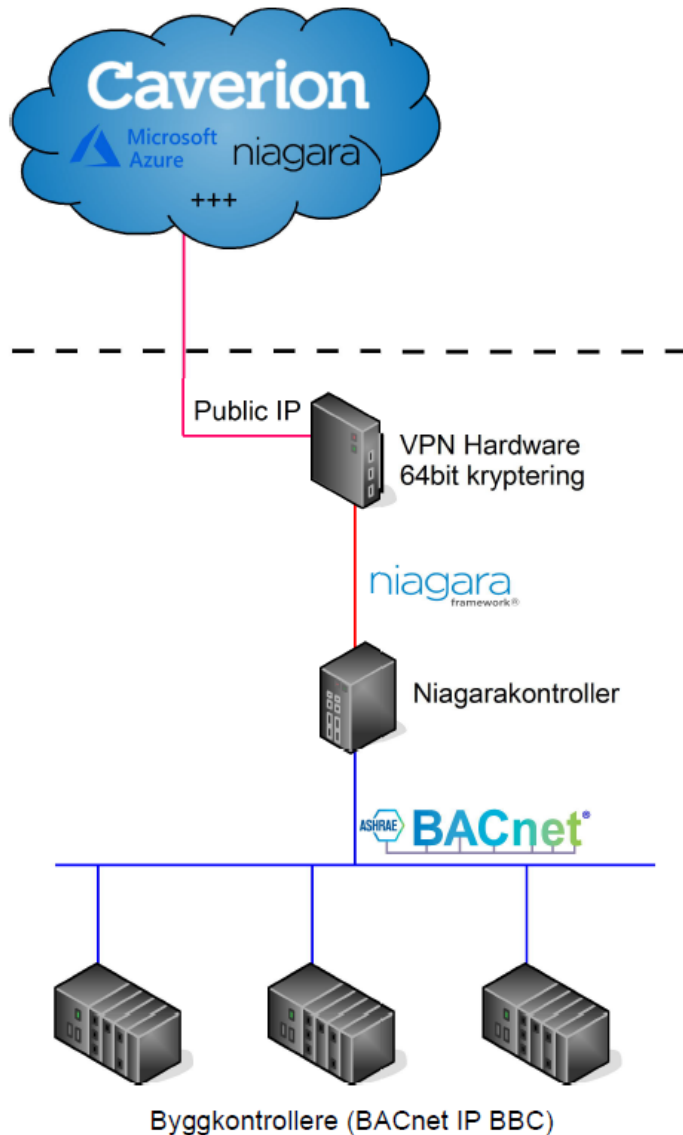 Caverion
Microsoft
Azure
niagara
+++
Public IP
VPN Hardware
64bit kryptering
niagara
framework®
Niagarakontroller
ASHRAE BACnet®
Byggkontrollere (BACnet IP BBC)